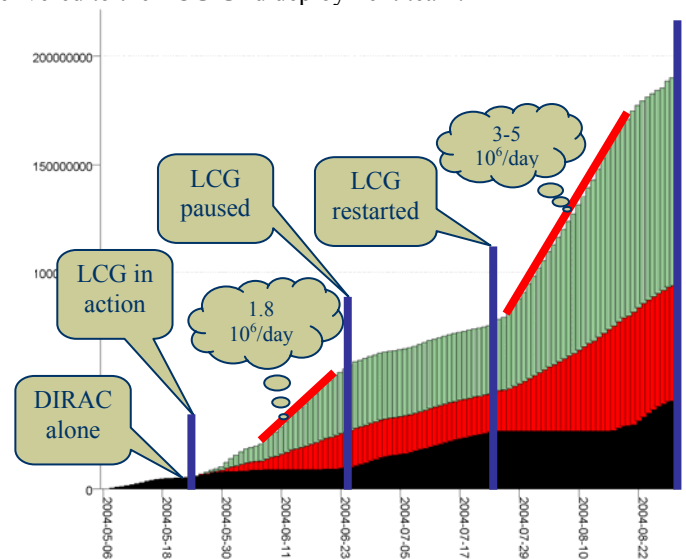 200000000
150000000
1000
0
3-5
10⁶/day
LCG
paused
LCG
restarted
LCG in
action
1.8
10⁶/day
DIRAC
alone
2004-05-06
2004-05-18
2004-05-30
2004-06-11
2004-06-23
2004-07-05
2004-07-17
2004-07-29
2004-08-10
2004-08-22